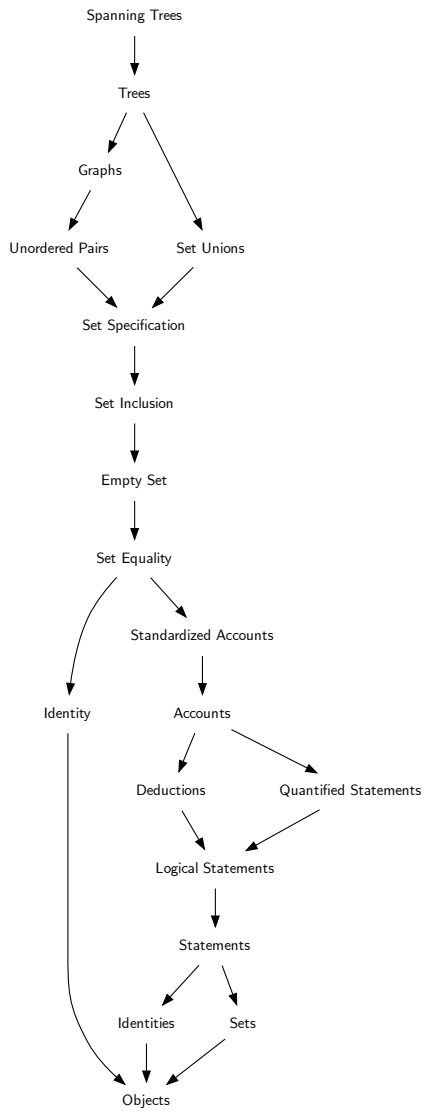 Spanning Trees
Trees
Graphs
Unordered Pairs
Set Unions
Set Specification
Set Inclusion
Empty Set
Set Equality
Standardized Accounts
Identity
Accounts
Deductions
Quantified Statements
Logical Statements
Statements
Identities
Sets
Objects